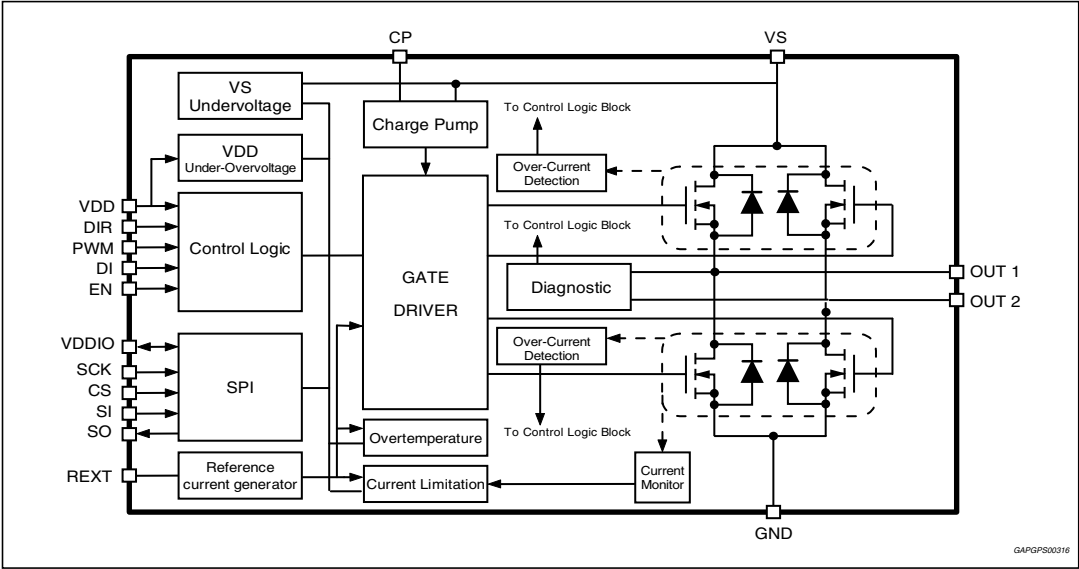 CP
VS
VS
Undervoltage
Charge Pump
To Control Logic Block
VDD
Under-Overvoltage
Over-Current
Detection
VDD
DIR
PWM
DI
EN
Control Logic
GATE
DRIVER
To Control Logic Block
Diagnostic
OUT 1
OUT 2
VDDIO
SCK
CS
SI
SO
SPI
Over-Current
Detection
To Control Logic Block
Overtemperature
REXT
Reference
current generator
Current Limitation
Current
Monitor
GND
GAPGPS00316